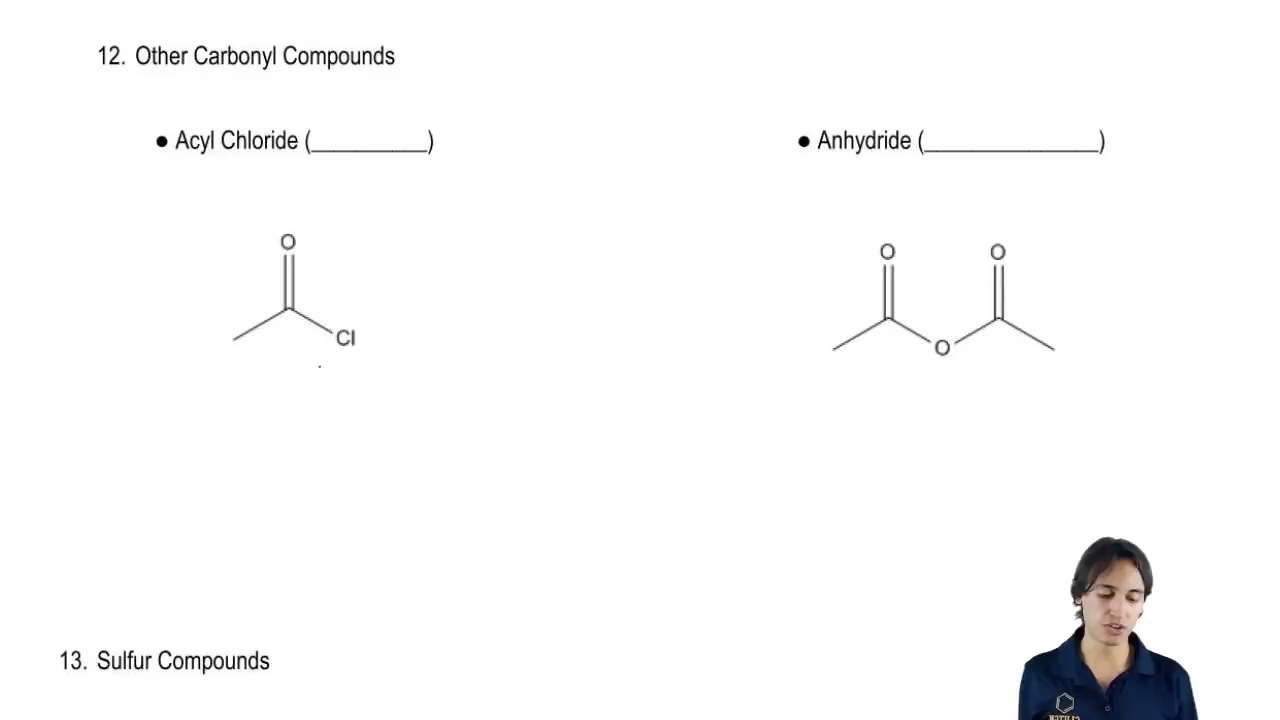 12. Other Carbonyl Compounds
● Acyl Chloride (__________)
● Anhydride (_______________)
O
Cl
O
O
O
13. Sulfur Compounds